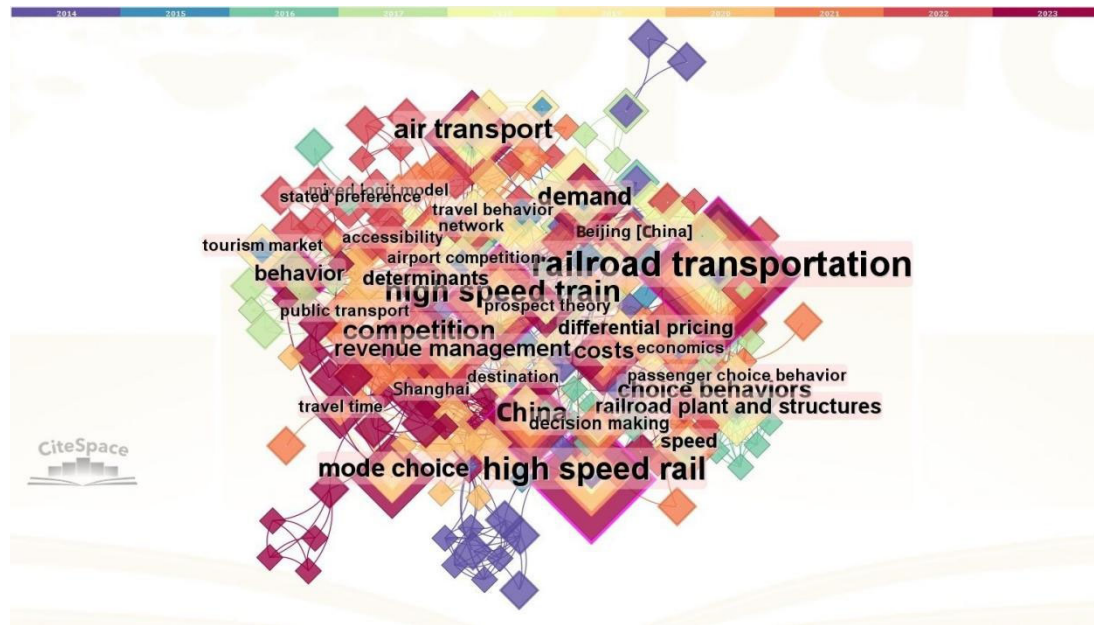 2014 2015 2016 2017 2020 2021 2022 2023
air transport
mixed logit model
stated preference
demand
travel behavior
network
Beijing [China]
tourism market
accessibility
airport competition
railroad transportation
behavior
determinants
high speed train
public transport
prospect theory
competition
differential pricing
revenue management
costs
economics
destination
passenger choice behavior
Shanghai
choice behaviors
travel time
China
railroad plant and structures
decision making
speed
CiteSpace
mode choice
high speed rail